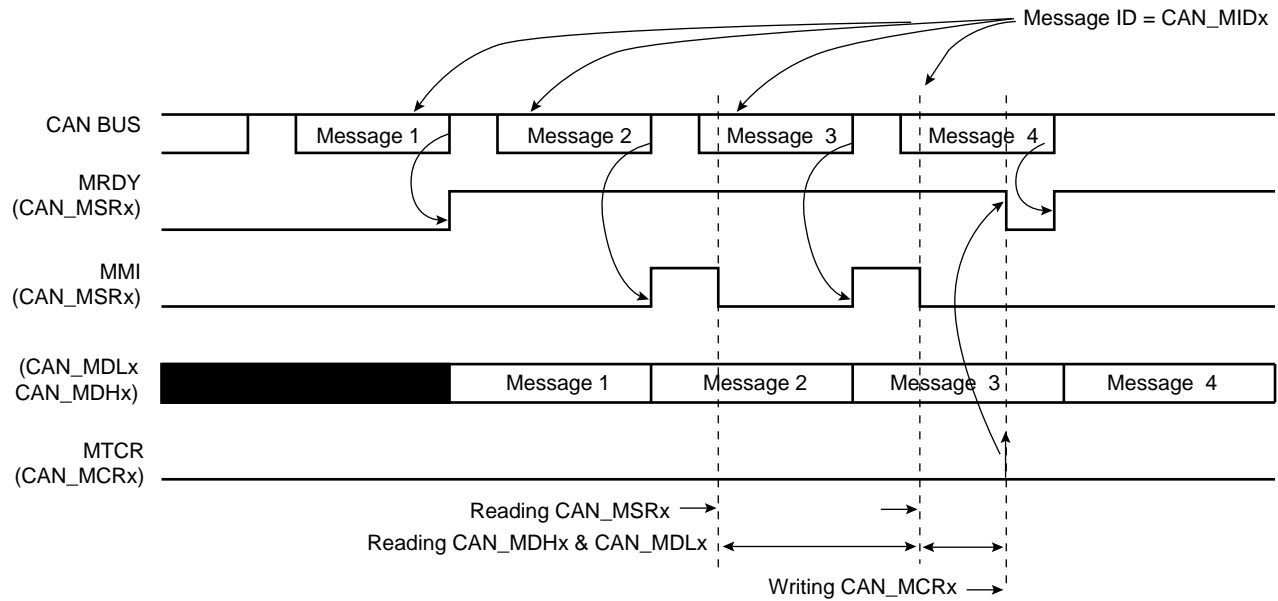 Message ID = CAN_MIDx
CAN BUS
Message 1
Message 2
Message 3
Message 4
MRDY
(CAN_MSRx)
MMI
(CAN_MSRx)
(CAN_MDLx
CAN_MDHx)
Message 1
Message 2
Message 3
Message 4
MTCR
(CAN_MCRx)
Reading CAN_MSRx
Reading CAN_MDHx & CAN_MDLx
Writing CAN_MCRx